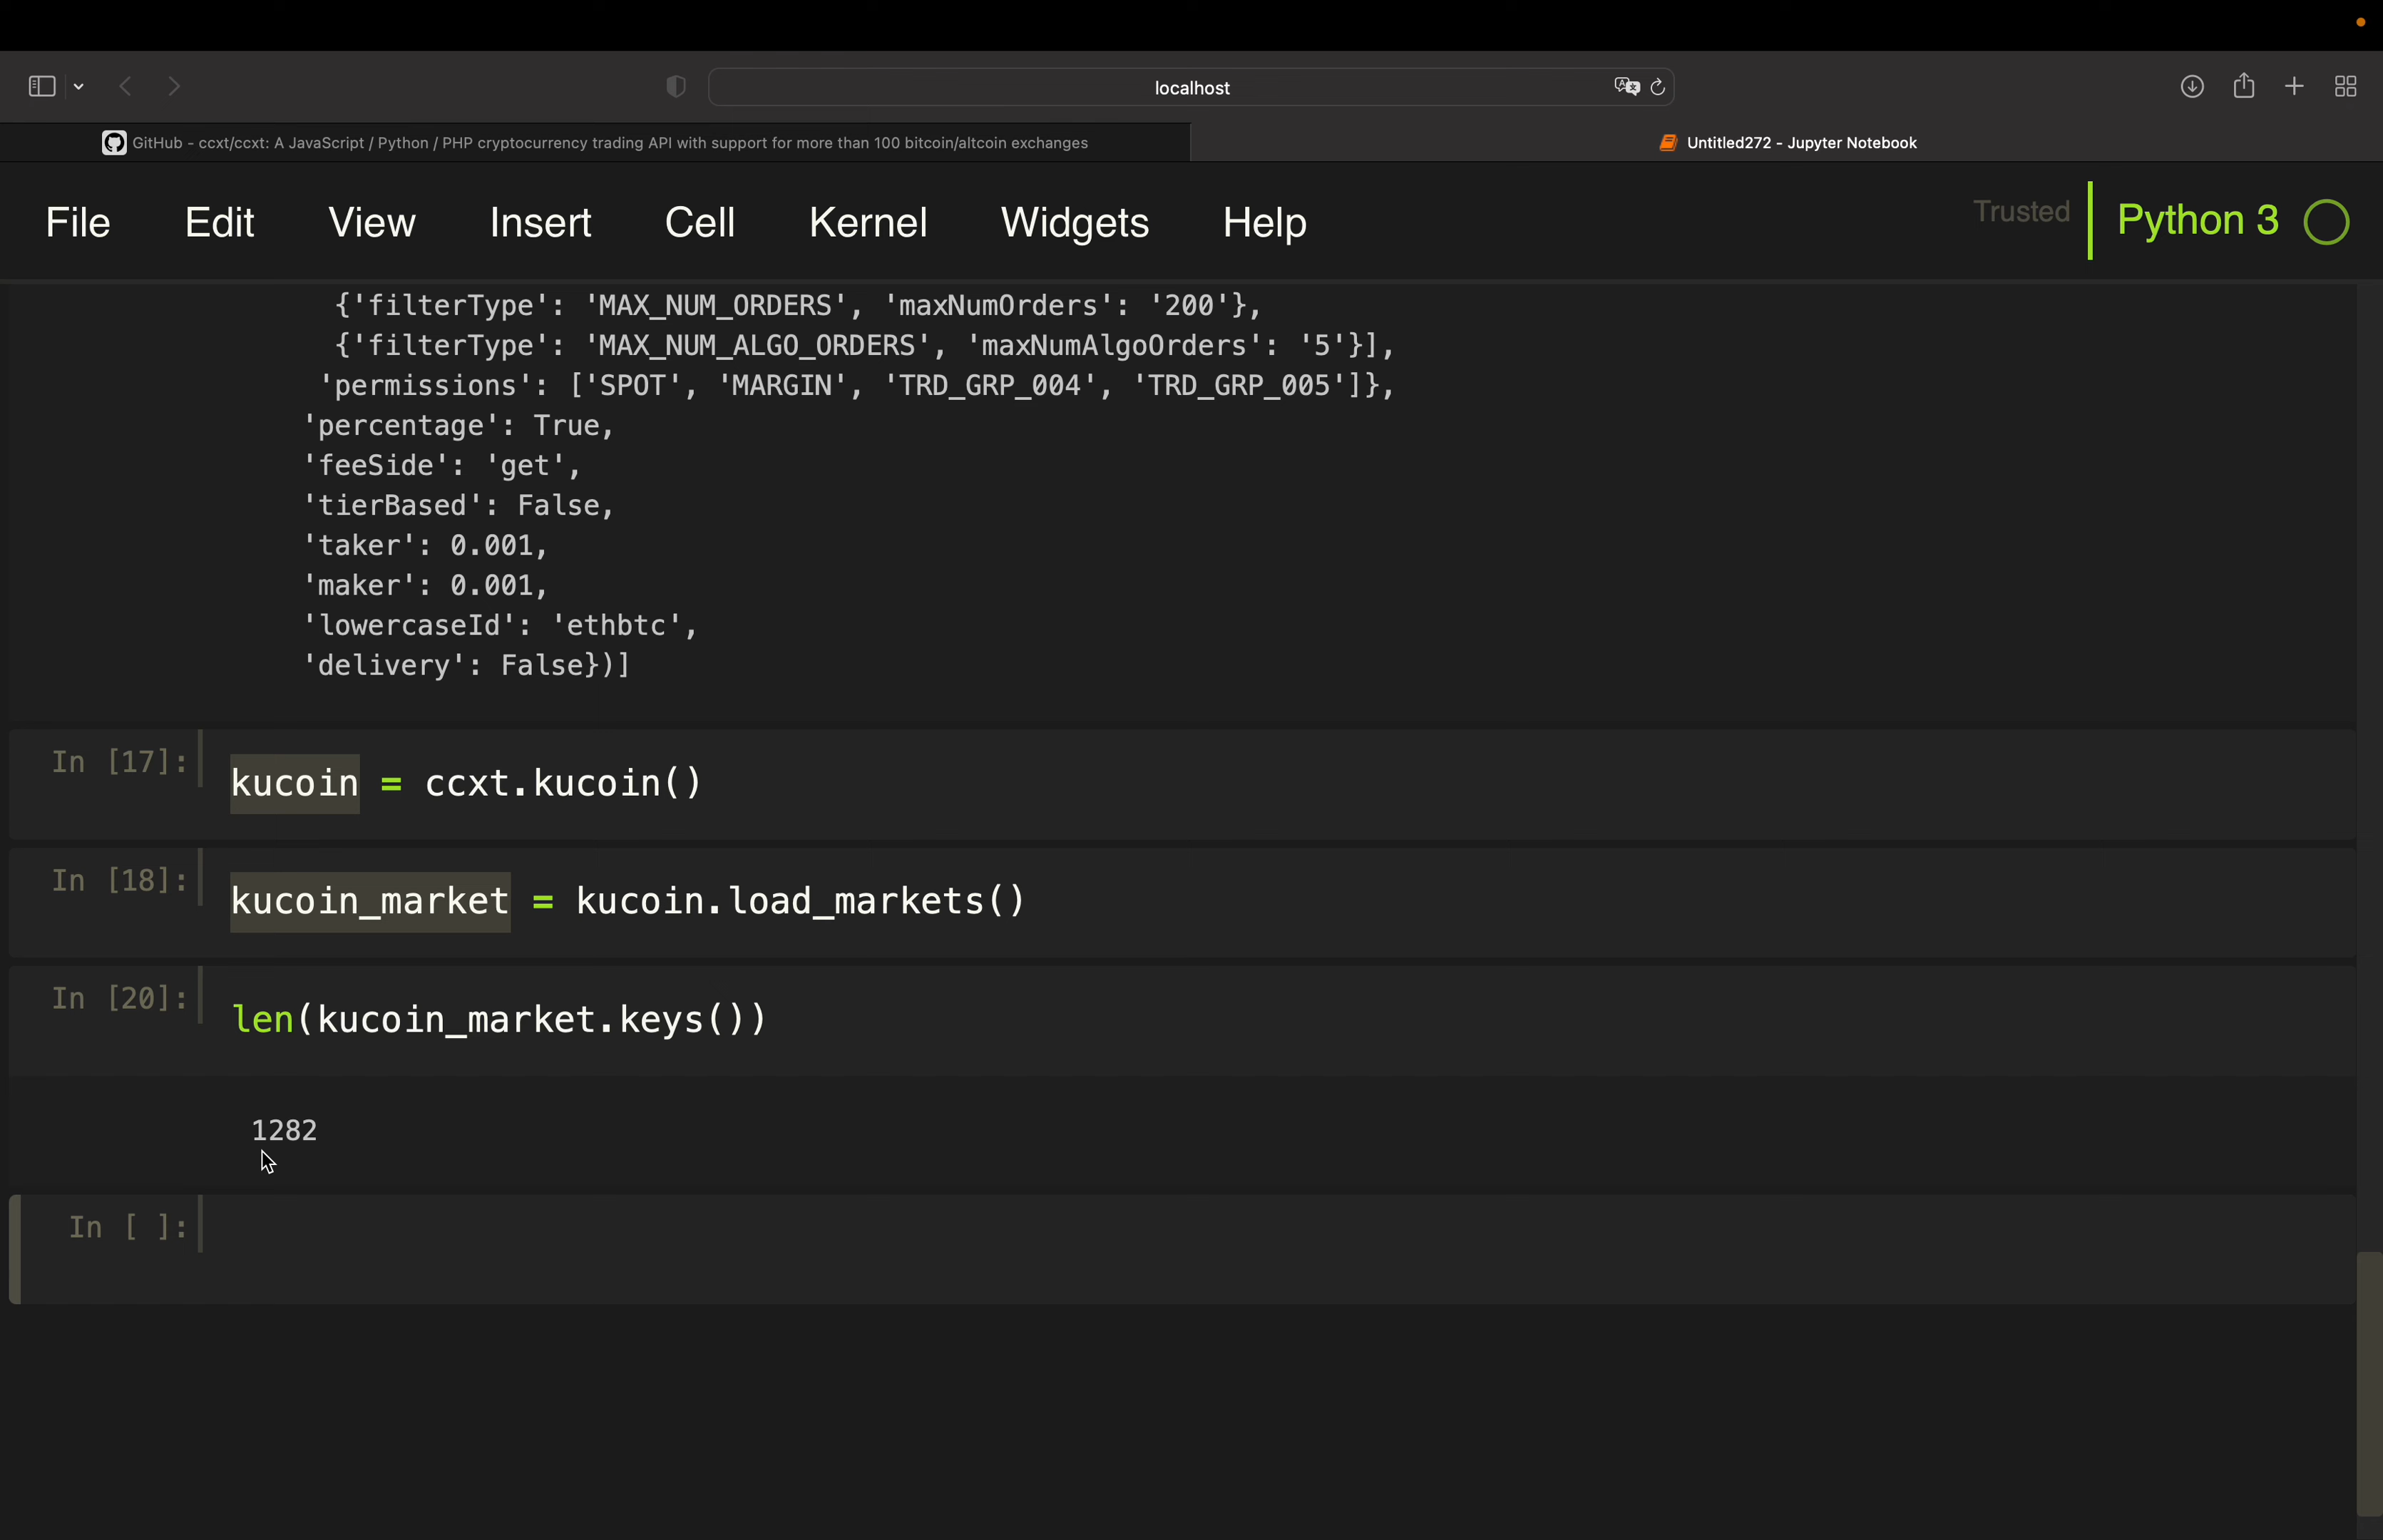 localhost
GitHub - ccxt/ccxt: A JavaScript / Python / PHP cryptocurrency trading API with support for more than 100 bitcoin/altcoin exchanges
Untitled272 - Jupyter Notebook
File Edit View Insert Cell Kernel Widgets Help Trusted Python 3
{'filterType': 'MAX_NUM_ORDERS', 'maxNumOrders': '200'},
{'filterType': 'MAX_NUM_ALGO_ORDERS', 'maxNumAlgoOrders': '5'}],
'permissions': ['SPOT', 'MARGIN', 'TRD_GRP_004', 'TRD_GRP_005']},
'percentage': True,
'feeSide': 'get',
'tierBased': False,
'taker': 0.001,
'maker': 0.001,
'lowercaseId': 'ethbtc',
'delivery': False})]
In [17]: kucoin = ccxt.kucoin()
In [18]: kucoin_market = kucoin.load_markets()
In [20]: len(kucoin_market.keys())
1282
In [ ]: